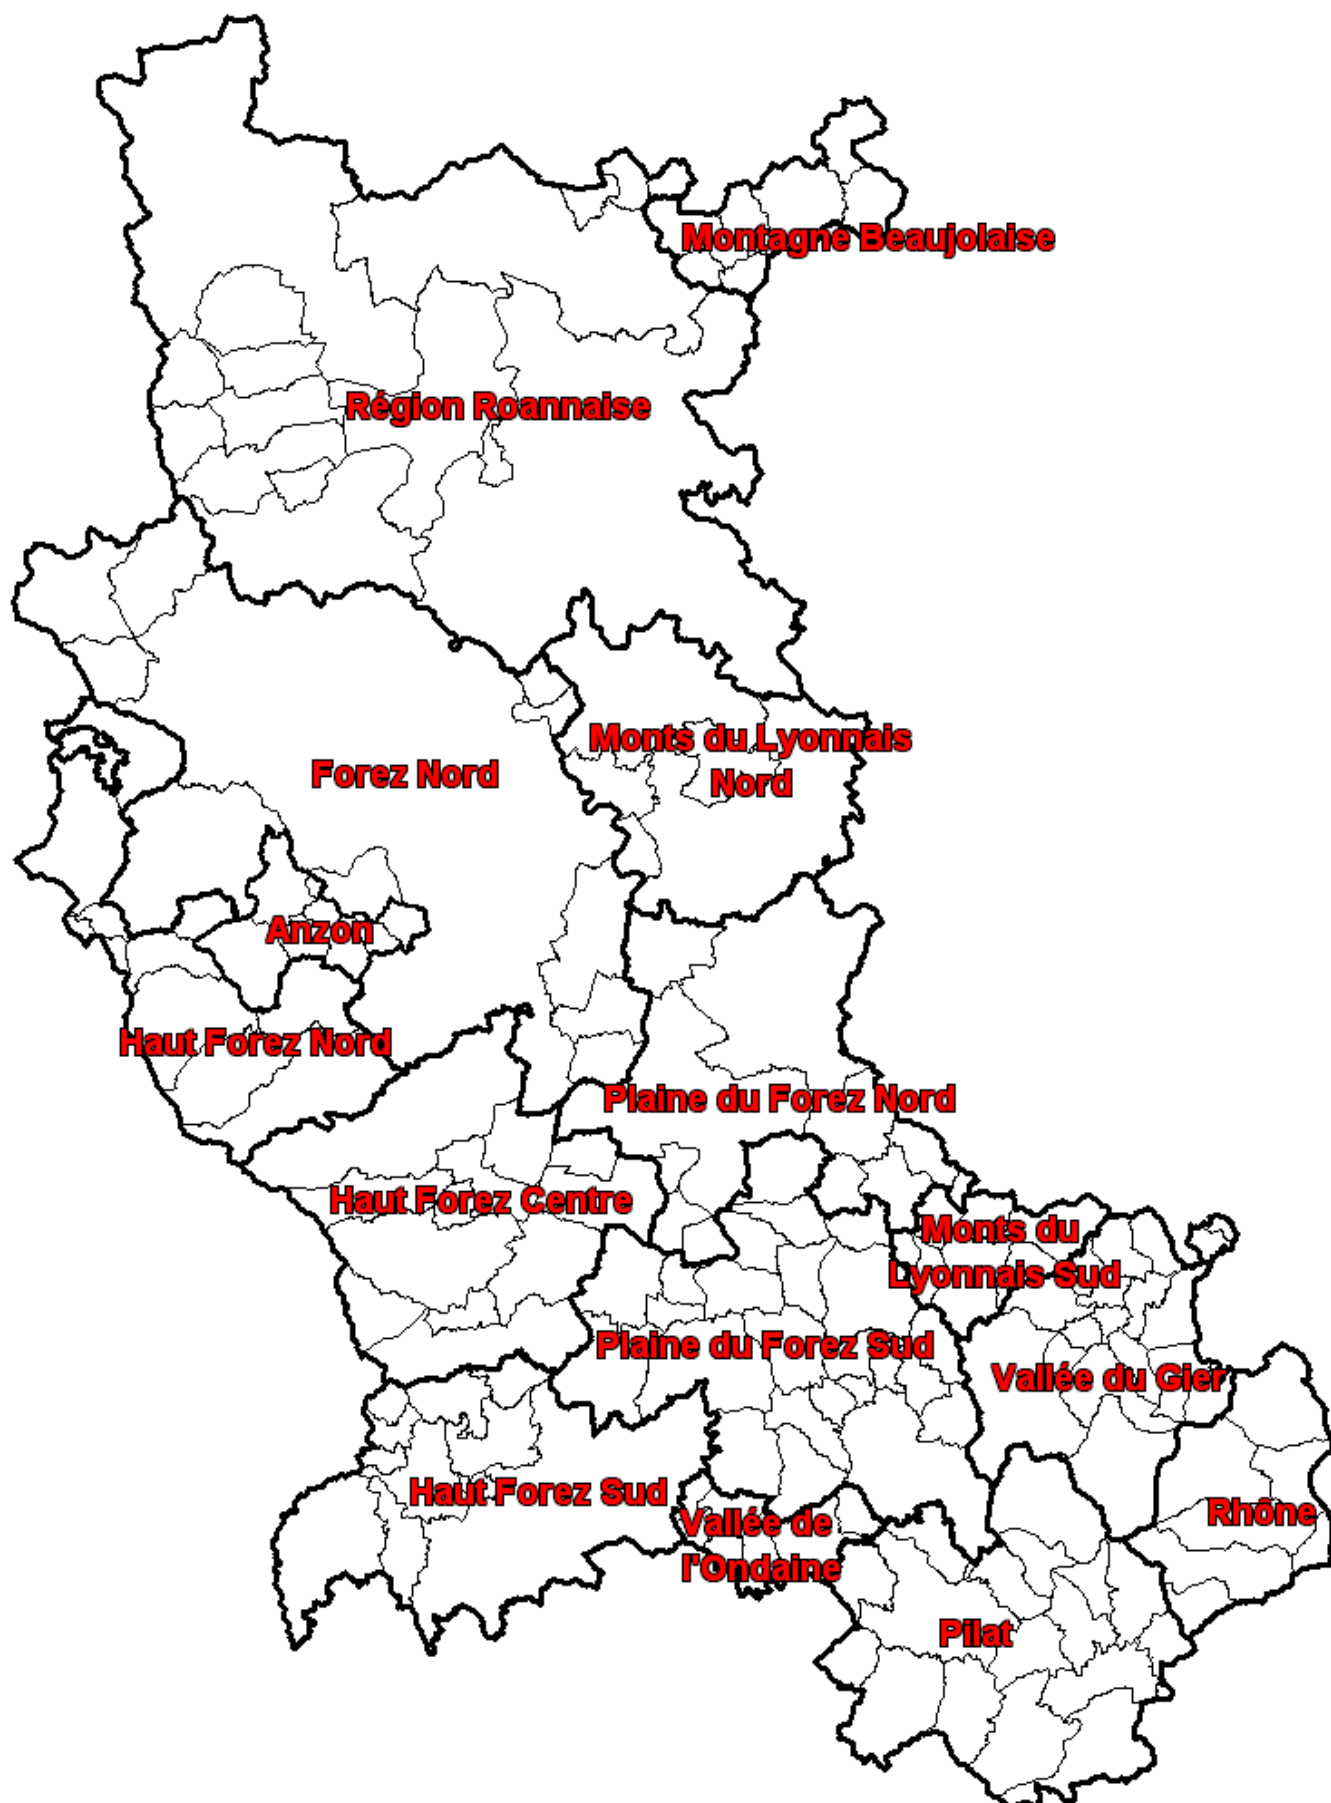 Montagne Beaujolaise
Région Roannaise
Monts du Lyonnais
Nord
Forez Nord
Anzon
Haut Forez Nord
Plaine du Forez Nord
Haut Forez Centre
Monts du
Lyonnais Sud
Plaine du Forez Sud
Vallée du Gier
Haut Forez Sud
Vallée de
l'Ondaine
Rhône
Pilat